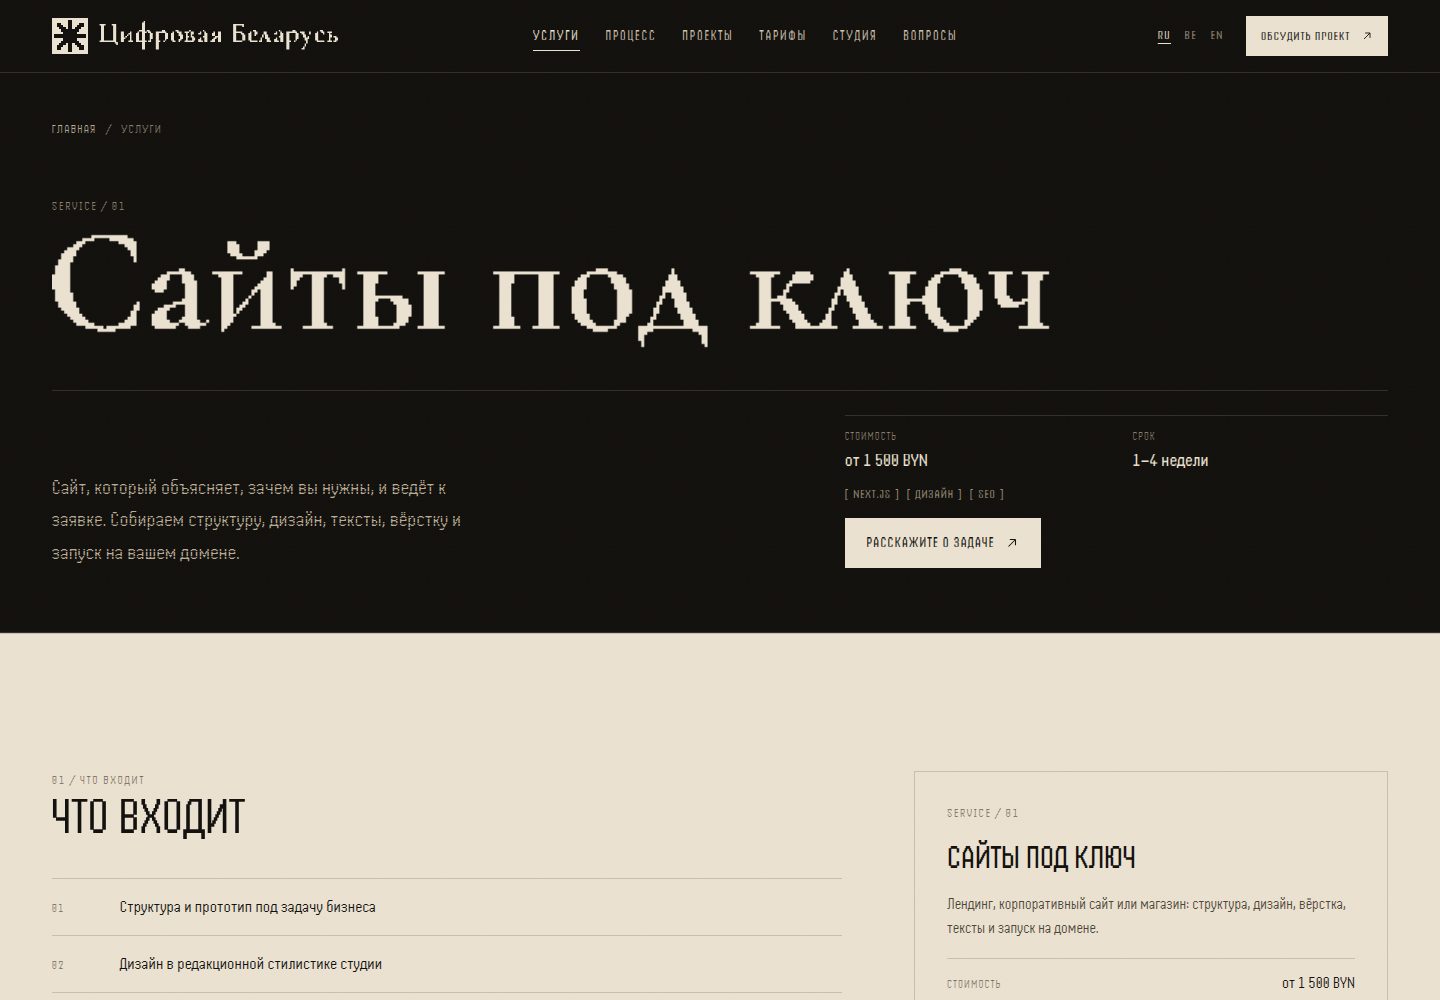 Цифровая Беларусь
УСЛУГИ ПРОЦЕСС ПРОЕКТЫ ТАРИФЫ СТУДИЯ ВОПРОСЫ
RU BE EN
ОБСУДИТЬ ПРОЕКТ ↗
ГЛАВНАЯ / УСЛУГИ
SERVICE / 01
Сайты под ключ
Сайт, который объясняет, зачем вы нужны, и ведёт к
заявке. Собираем структуру, дизайн, тексты, вёрстку и
запуск на вашем домене.
СТОИМОСТЬ
от 1 500 BYN
СРОК
1–4 недели
[ NEXT.JS ] [ ДИЗАЙН ] [ SEO ]
РАССКАЖИТЕ О ЗАДАЧЕ ↗
01 / ЧТО ВХОДИТ
ЧТО ВХОДИТ
01 Структура и прототип под задачу бизнеса
02 Дизайн в редакционной стилистике студии
SERVICE / 01
САЙТЫ ПОД КЛЮЧ
Лендинг, корпоративный сайт или магазин: структура, дизайн, вёрстка,
тексты и запуск на домене.
СТОИМОСТЬ от 1 500 BYN